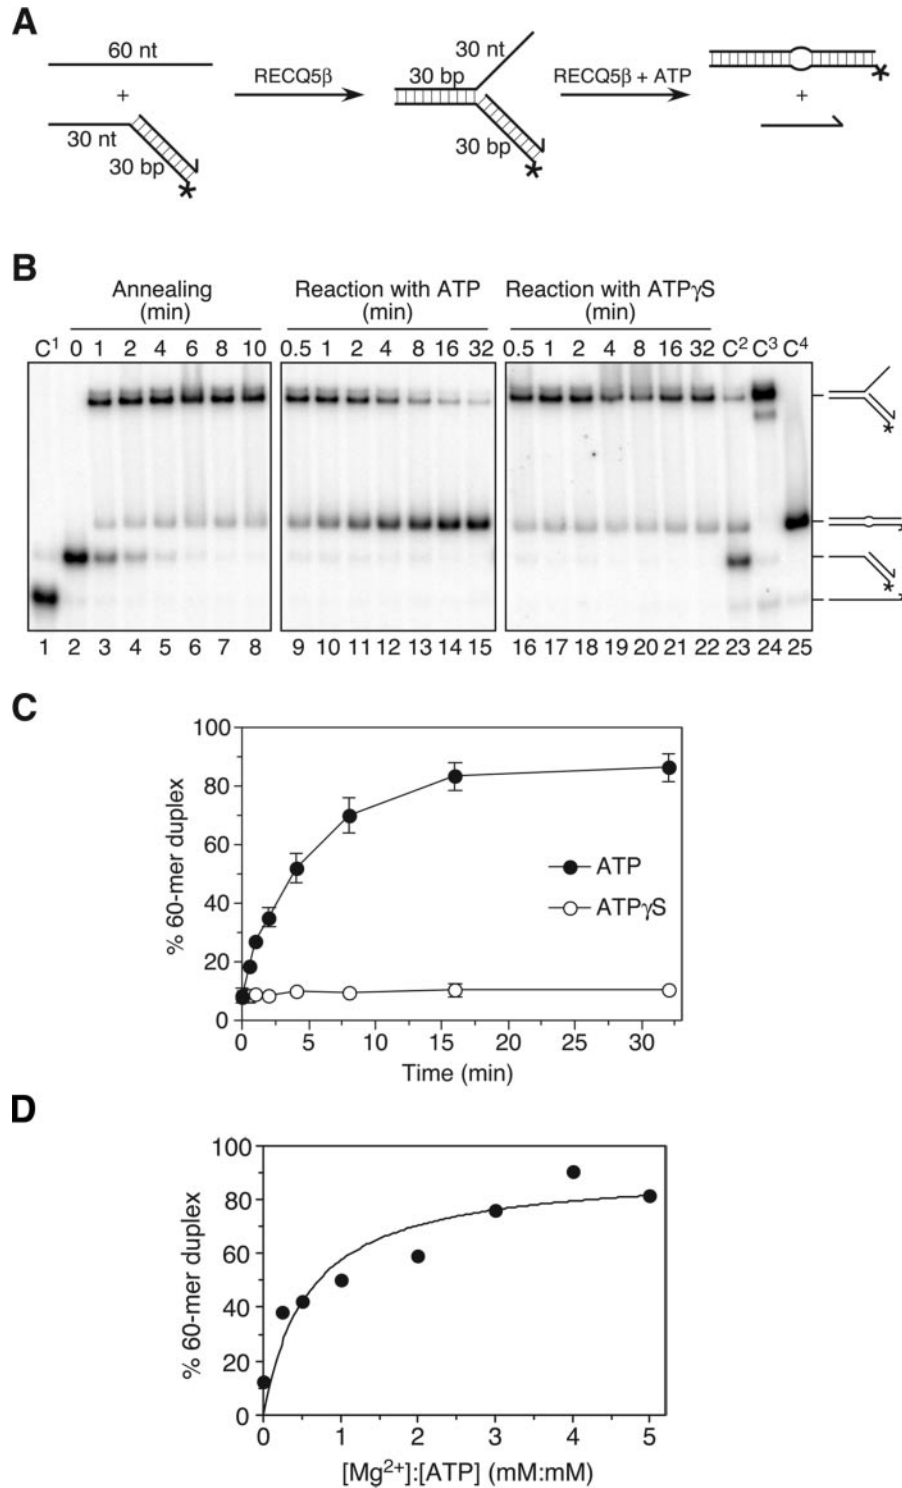 A
60 nt
30 nt
RECQ5β
30 bp
RECQ5β + ATP
+
+
30 nt
30 bp
30 bp
*
*
*
B
Annealing
(min)
Reaction with ATP
(min)
Reaction with ATPγS
(min)
C1 0 1 2 4 6 8 10
0.5 1 2 4 8 16 32
0.5 1 2 4 8 16 32 C2 C3 C4
*
*
1 2 3 4 5 6 7 8
9 10 11 12 13 14 15
16 17 18 19 20 21 22 23 24 25
C
100
80
60
40
20
0
% 60-mer duplex
ATP
ATPγS
0 5 10 15 20 25 30
Time (min)
D
100
80
60
40
20
0
% 60-mer duplex
0 1 2 3 4 5
[Mg2+]:[ATP] (mM:mM)